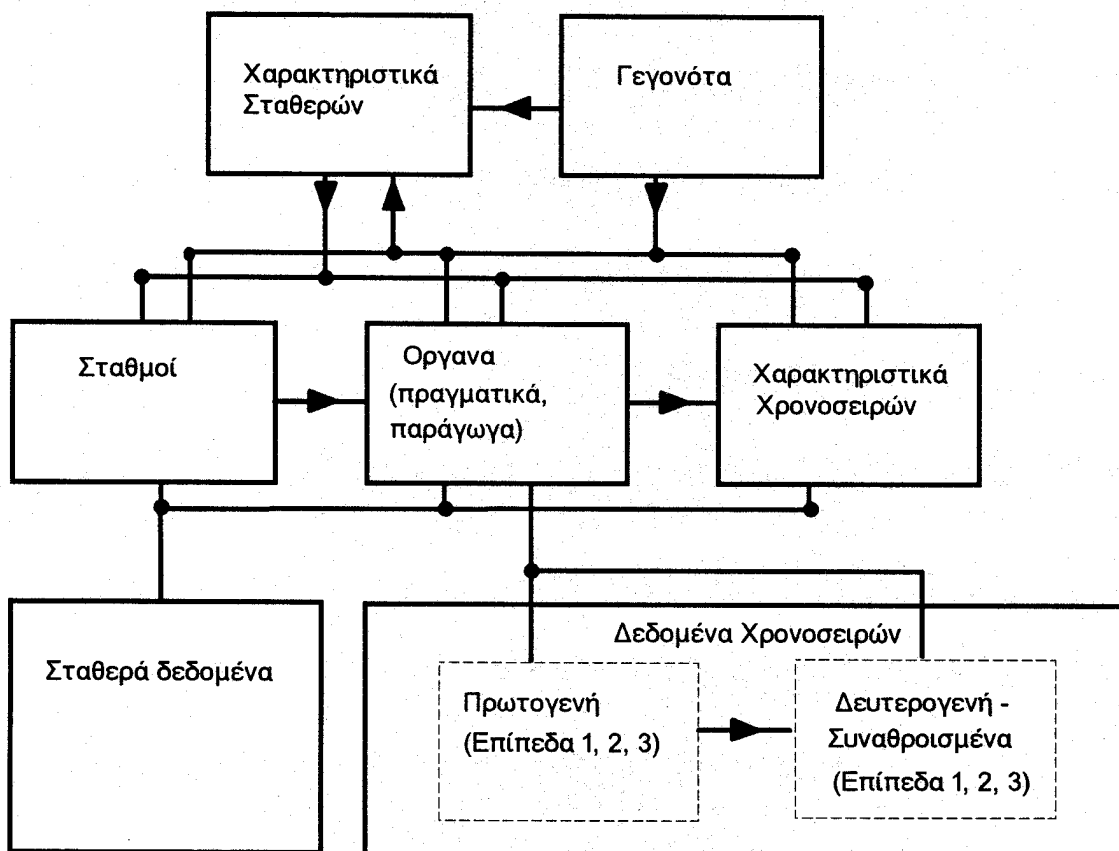 Χαρακτηριστικά
Σταθερών
Γεγονότα
Σταθμοί
Οργανα
(πραγματικά,
παράγωγα)
Χαρακτηριστικά
Χρονοσειρών
Σταθερά δεδομένα
Δεδομένα Χρονοσειρών
Πρωτογενή
(Επίπεδα 1, 2, 3)
Δευτερογενή -
Συναθροισμένα
(Επίπεδα 1, 2, 3)